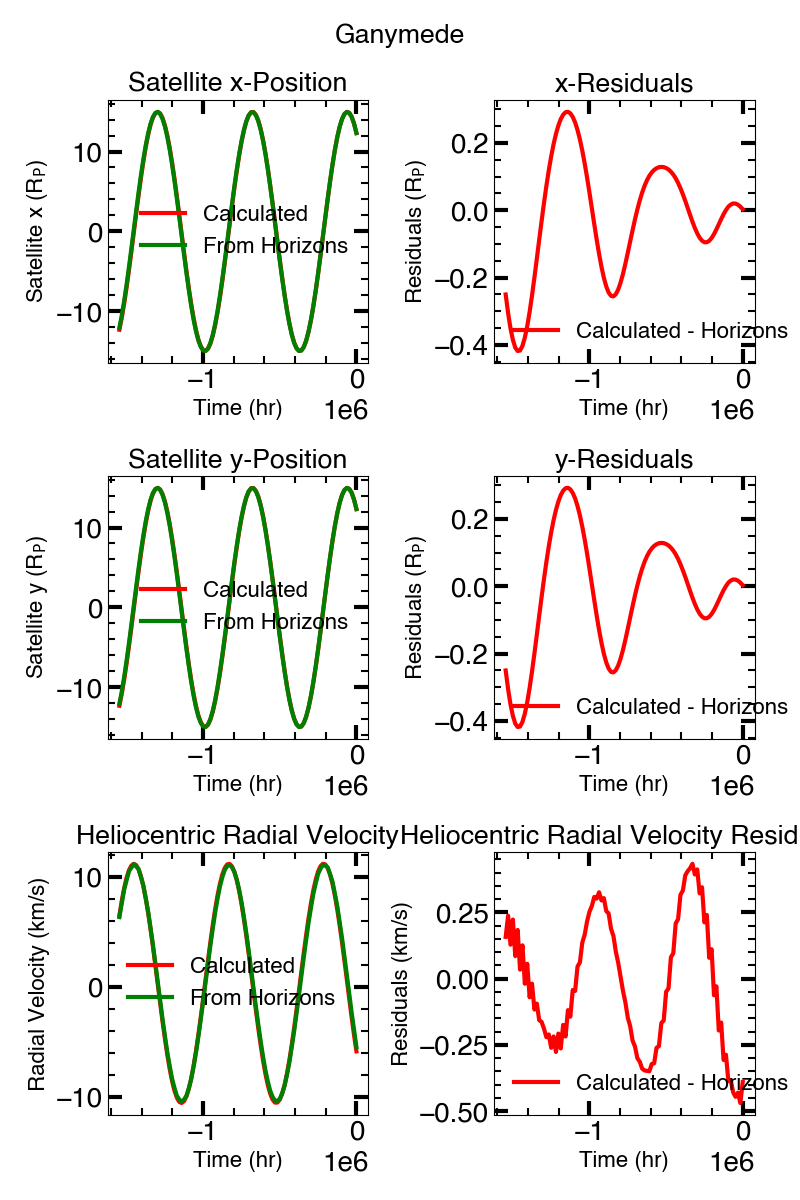 Ganymede
Satellite x-Position
x-Residuals
Satellite x (RP)
10
0
−10
Calculated
From Horizons
−1
0
Time (hr)
1e6
Residuals (RP)
0.2
0.0
−0.2
−0.4
Calculated - Horizons
−1
0
Time (hr)
1e6
Satellite y-Position
y-Residuals
Satellite y (RP)
10
0
−10
Calculated
From Horizons
−1
0
Time (hr)
1e6
Residuals (RP)
0.2
0.0
−0.2
−0.4
Calculated - Horizons
−1
0
Time (hr)
1e6
Heliocentric Radial Velocity
Heliocentric Radial Velocity Resid
Radial Velocity (km/s)
10
0
−10
Calculated
From Horizons
−1
0
Time (hr)
1e6
Residuals (km/s)
0.25
0.00
−0.25
−0.50
Calculated - Horizons
−1
0
Time (hr)
1e6